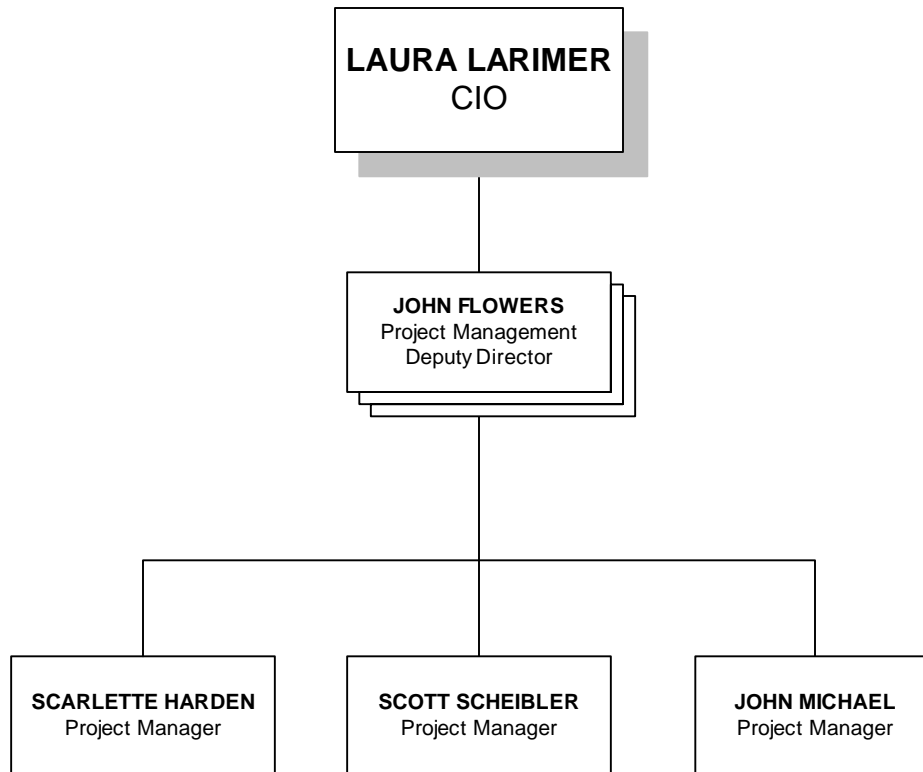 LAURA LARIMER
CIO
JOHN FLOWERS
Project Management
Deputy Director
SCARLETTE HARDEN
Project Manager
SCOTT SCHEIBLER
Project Manager
JOHN MICHAEL
Project Manager